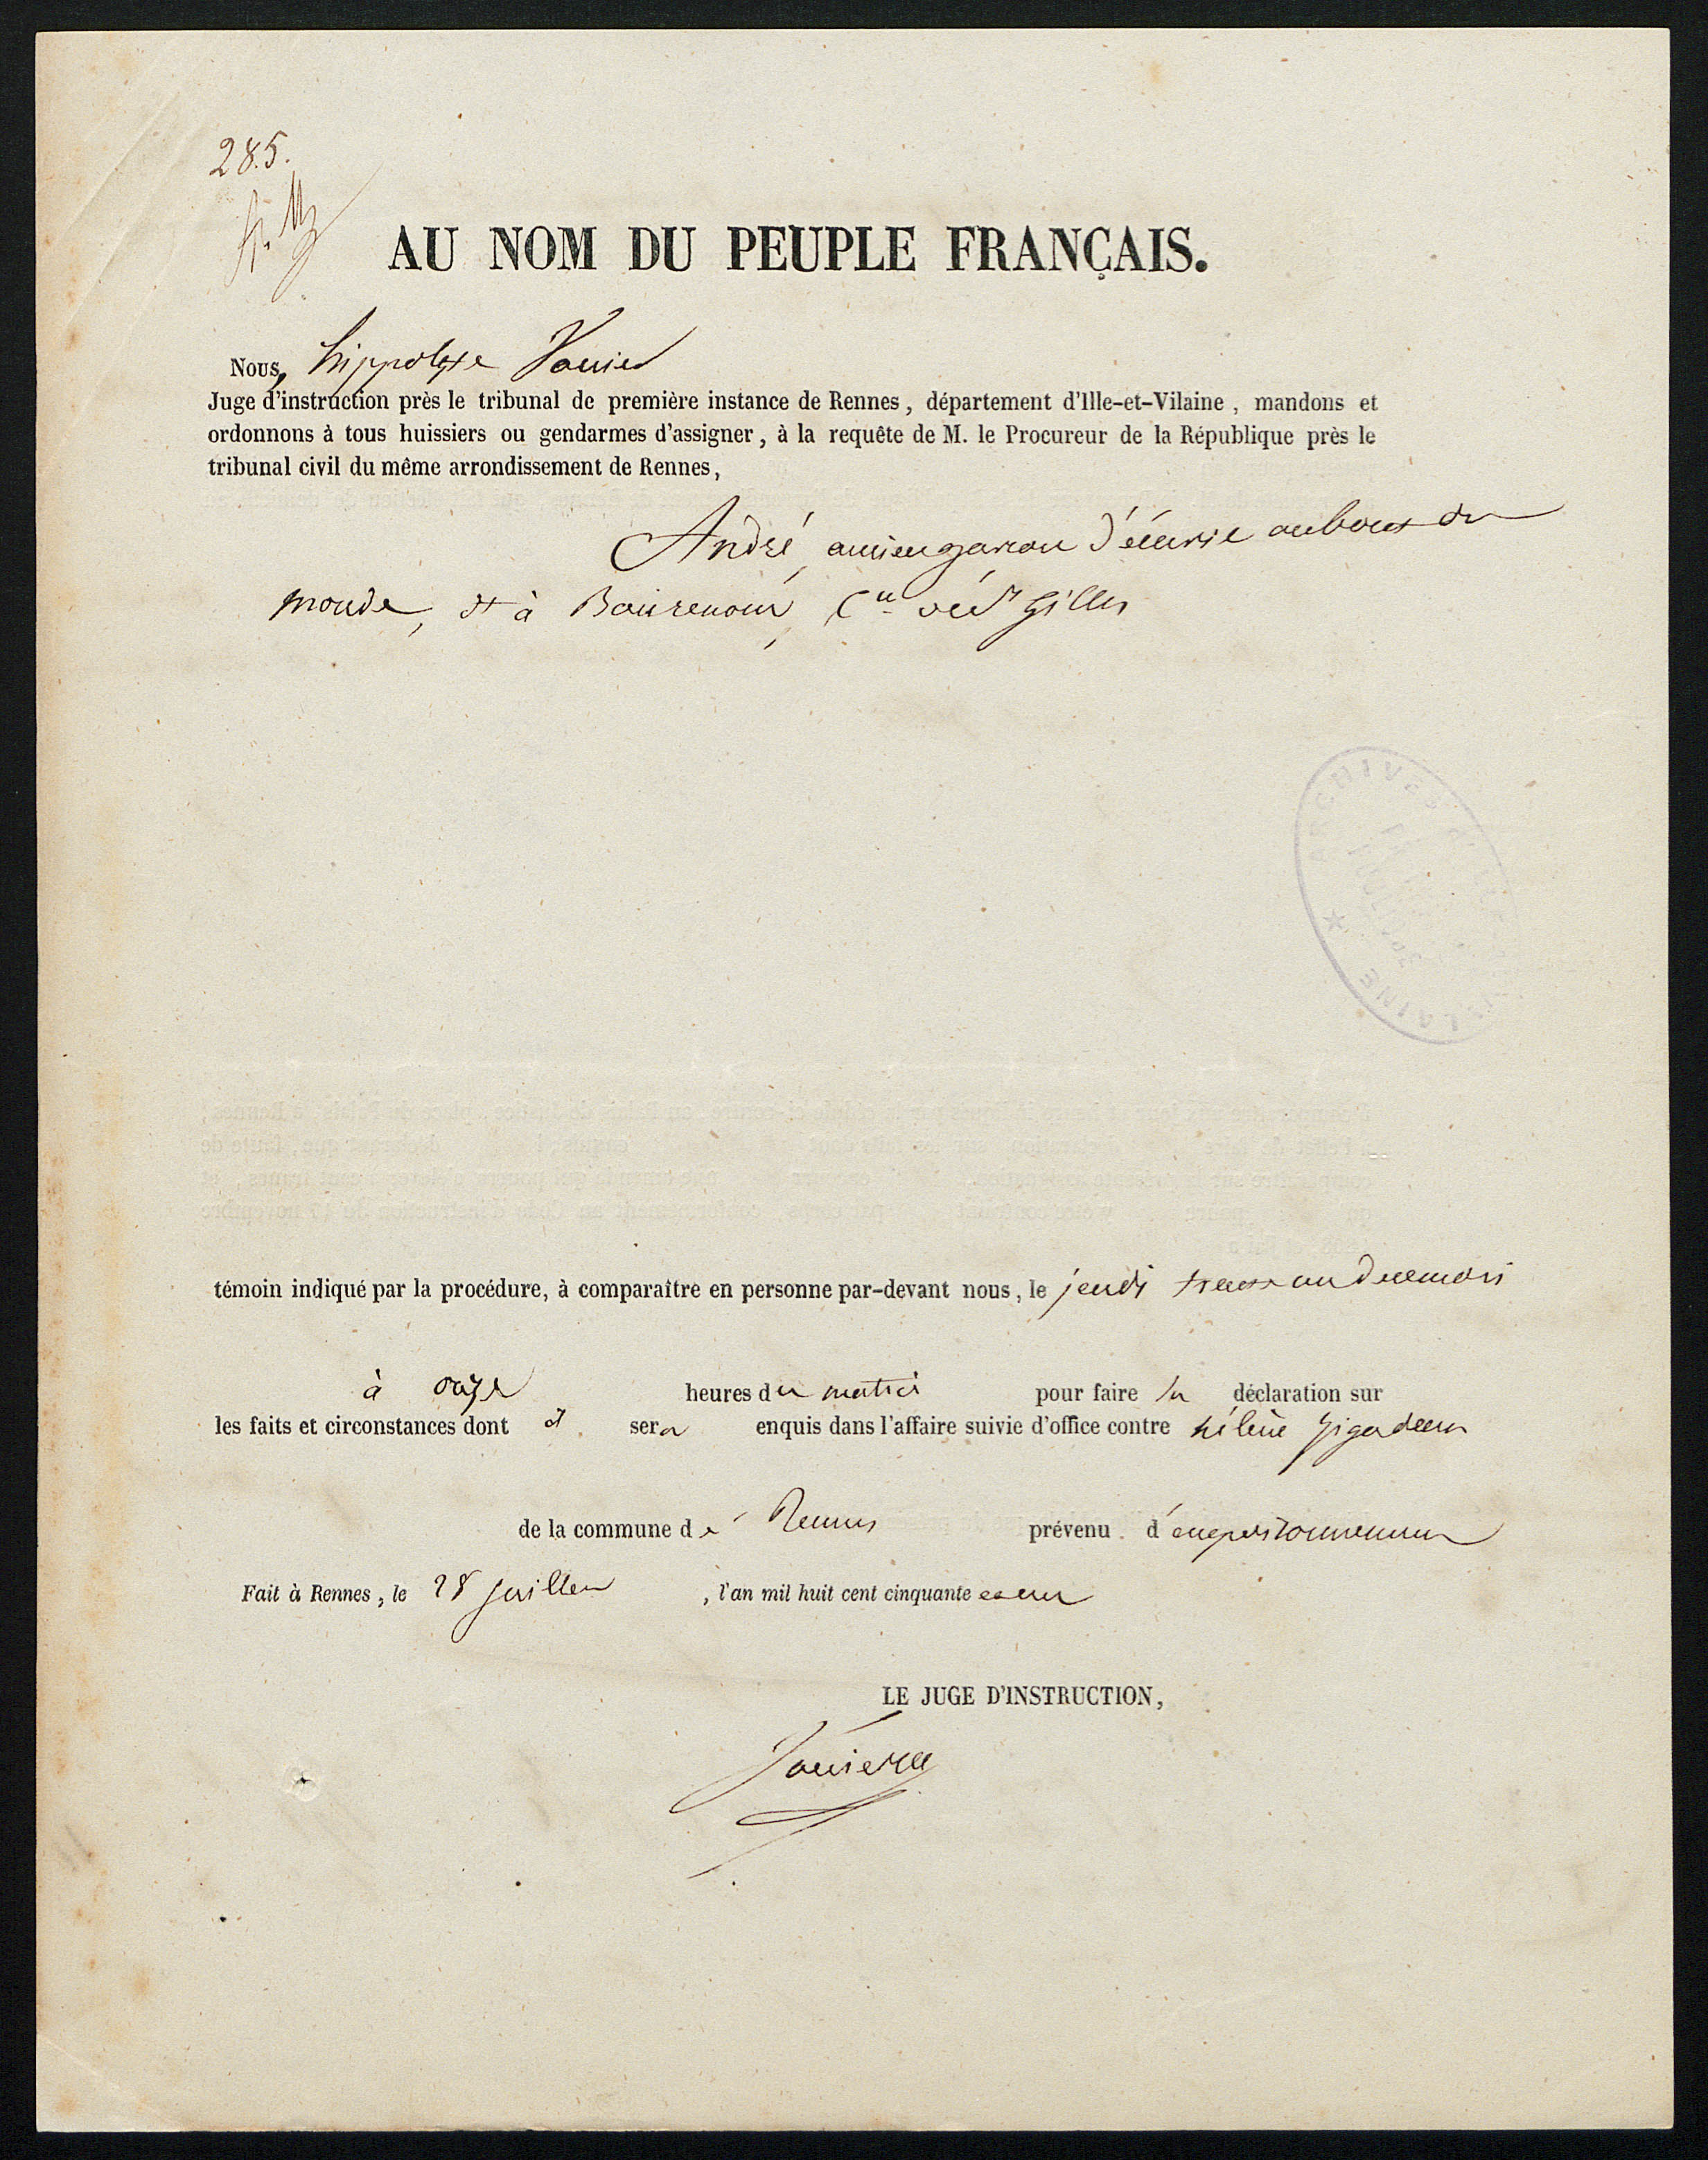 285.
AU NOM DU PEUPLE FRANÇAIS.
Nous, hippolyte Vannier
Juge d'instruction près le tribunal de première instance de Rennes, département d'Ille-et-Vilaine, mandons et
ordonnons à tous huissiers ou gendarmes d'assigner, à la requête de M. le Procureur de la République près le
tribunal civil du même arrondissement de Rennes,
André, ancien garçon d'écurie au bout du
monde, à Cne de St Gilles
ARCHIVES D'ILLE ET VILAINE
témoin indiqué par la procédure, à comparaître en personne par-devant nous, le jeudi trente un de ce mois
à onze heures du matin pour faire sa déclaration sur
les faits et circonstances dont il sera enquis dans l'affaire suivie d'office contre hélène Jégado
de la commune de Rennes prévenu d'empoisonnement
Fait à Rennes, le 28 juillet, l'an mil huit cent cinquante et un
LE JUGE D'INSTRUCTION,